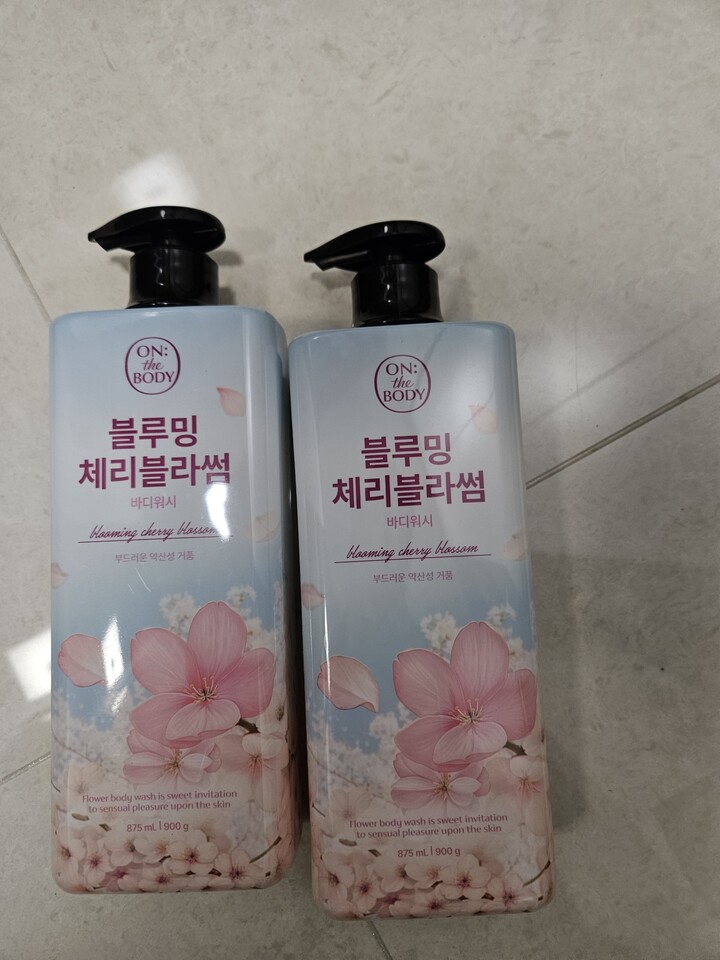 ON:
the
BODY
블루밍
체리블라썸
바디워시
blooming cherry blossom
부드러운 약산성 거품
Flower body wash is sweet invitation
to sensual pleasure upon the skin
875 mL | 900 g
ON:
the
BODY
블루밍
체리블라썸
바디워시
blooming cherry blossom
부드러운 약산성 거품
Flower body wash is sweet invitation
to sensual pleasure upon the skin
875 mL | 900 g